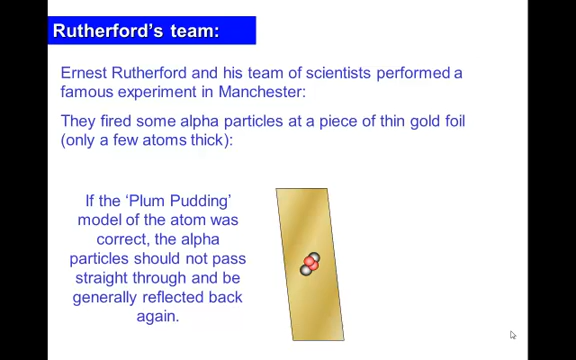 Rutherford's team:
Ernest Rutherford and his team of scientists performed a
famous experiment in Manchester:
They fired some alpha particles at a piece of thin gold foil
(only a few atoms thick):
If the 'Plum Pudding'
model of the atom was
correct, the alpha
particles should not pass
straight through and be
generally reflected back
again.